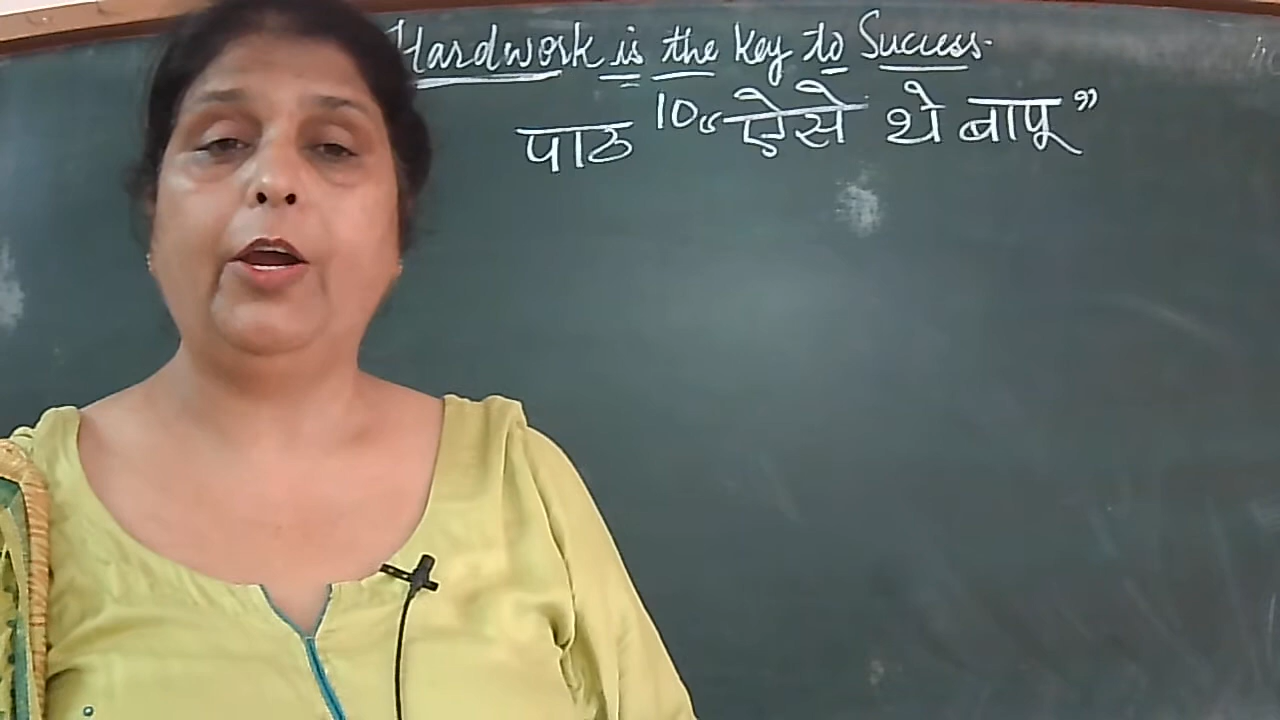 Hardwork is the Key to Success.
पाठ 10 “ऐसे थे बापू”